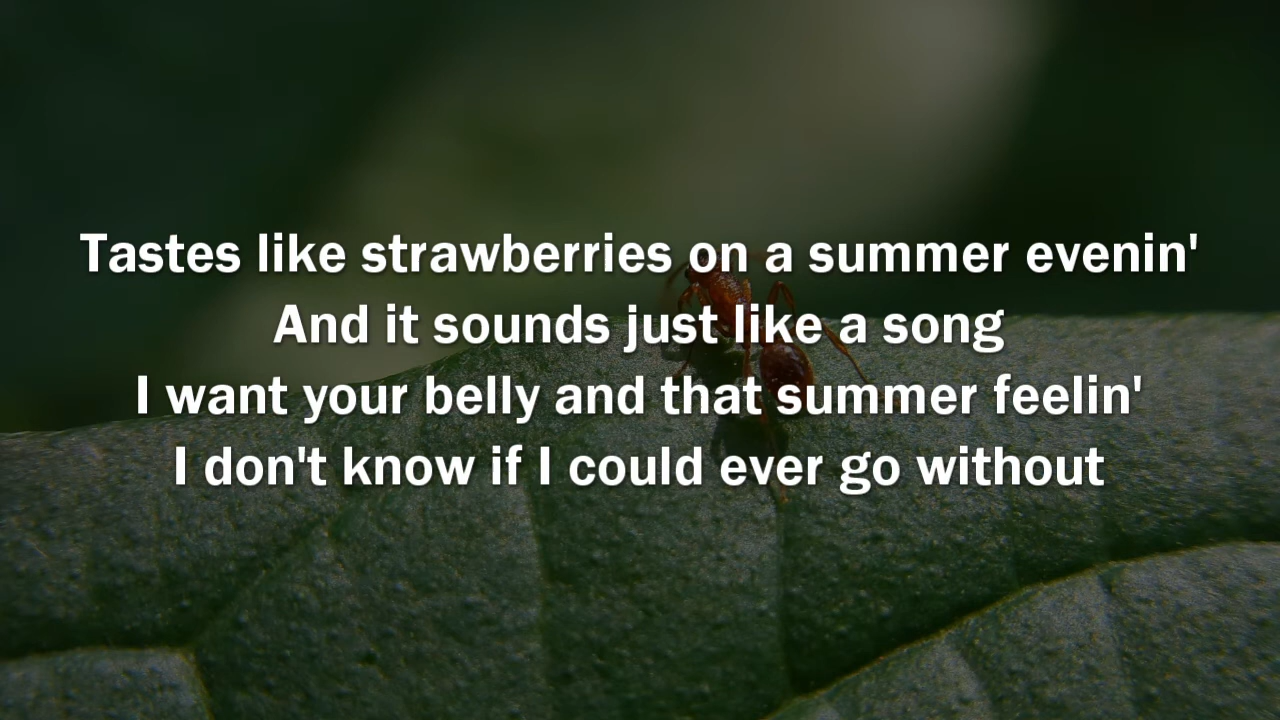 Tastes like strawberries on a summer evenin'
And it sounds just like a song
I want your belly and that summer feelin'
I don't know if I could ever go without